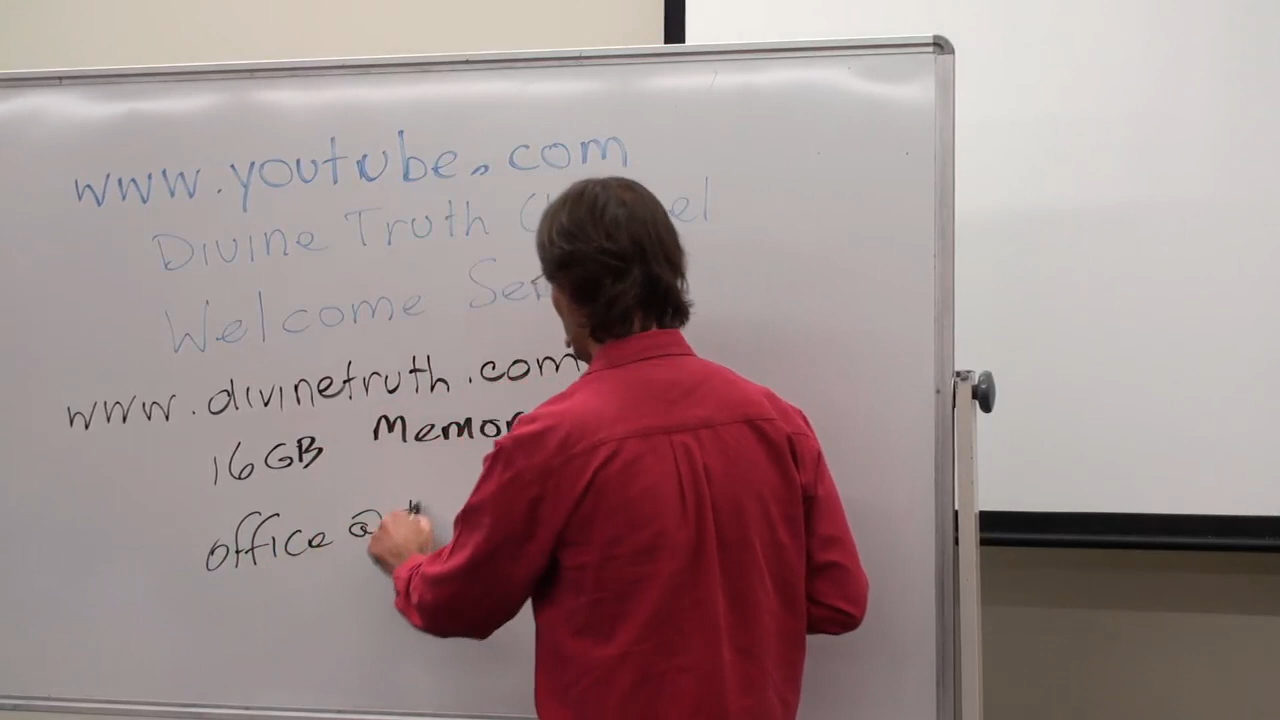 www.youtube.com
Divine Truth
Welcome
www.divinetruth.com
16GB
office @